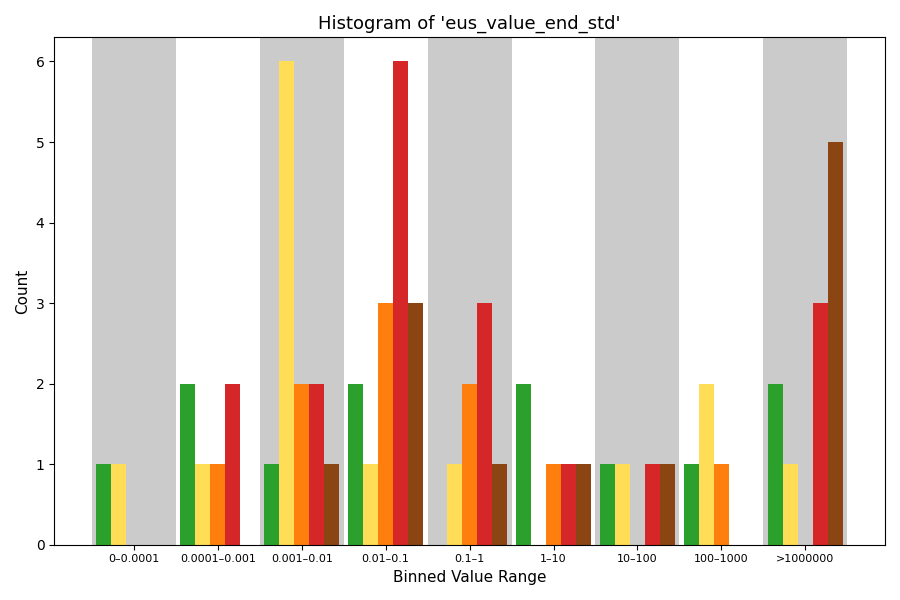 Histogram of 'eus_value_end_std'
Count
6
5
4
3
2
1
0
0–0.0001 0.0001–0.001 0.001–0.01 0.01–0.1 0.1–1 1–10 10–100 100–1000 >1000000
Binned Value Range